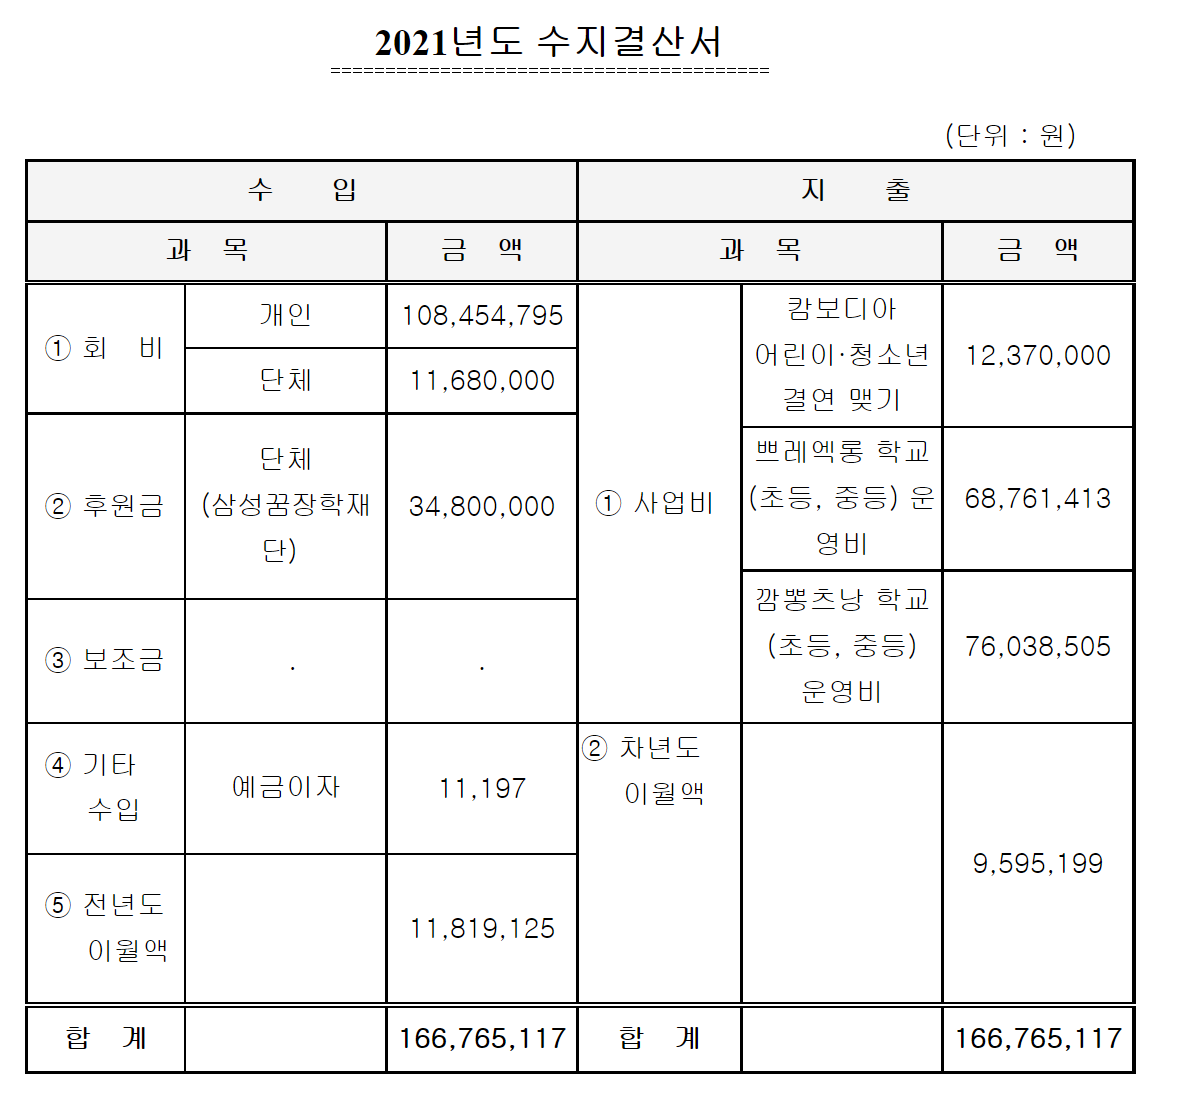 2021년도 수지결산서
========================================
(단위 : 원)
수 입 지 출
과 목 금 액 과 목 금 액
① 회 비
개인 108,454,795
단체 11,680,000
② 후원금
단체
(삼성꿈장학재
단)
34,800,000
③ 보조금 . .
④ 기타
수입
예금이자 11,197
⑤ 전년도
이월액
11,819,125
① 사업비
캄보디아
어린이·청소년
결연 맺기
12,370,000
쁘레엑롱 학교
(초등, 중등) 운
영비
68,761,413
깜뽕츠낭 학교
(초등, 중등)
운영비
76,038,505
② 차년도
이월액
9,595,199
합 계 166,765,117 합 계 166,765,117